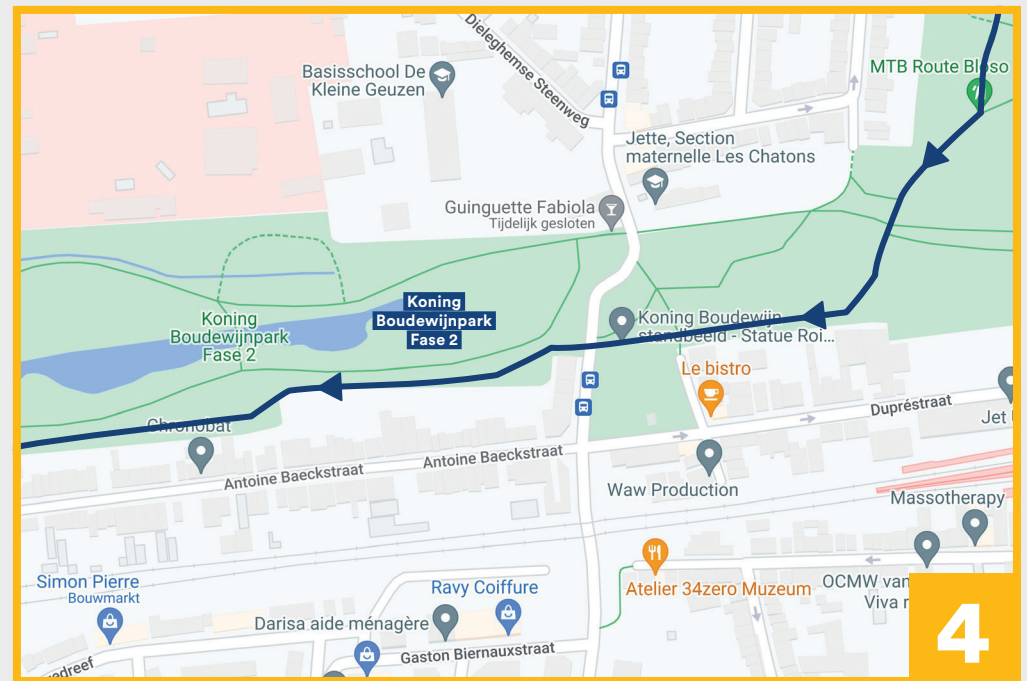 Dieleghemse Steenweg
MTB Route Bloso
Basisschool De
Kleine Geuzen
Jette, Section
maternelle Les Chatons
Guinguette Fabiola
Tijdelijk gesloten
Koning
Boudewijnpark
Fase 2
Koning
Boudewijnpark
Fase 2
Koning Boudewijn
standbeeld - Statue Roi...
Le bistro
Dupréstraat
Jet
Chronobat
Antoine Baeckstraat
Antoine Baeckstraat
Waw Production
Massotherapy
Simon Pierre
Bouwmarkt
Ravy Coiffure
Atelier 34zero Muzeum
OCMW van
Viva
Darisa aide ménagère
Gaston Biernauxstraat
edreef
4